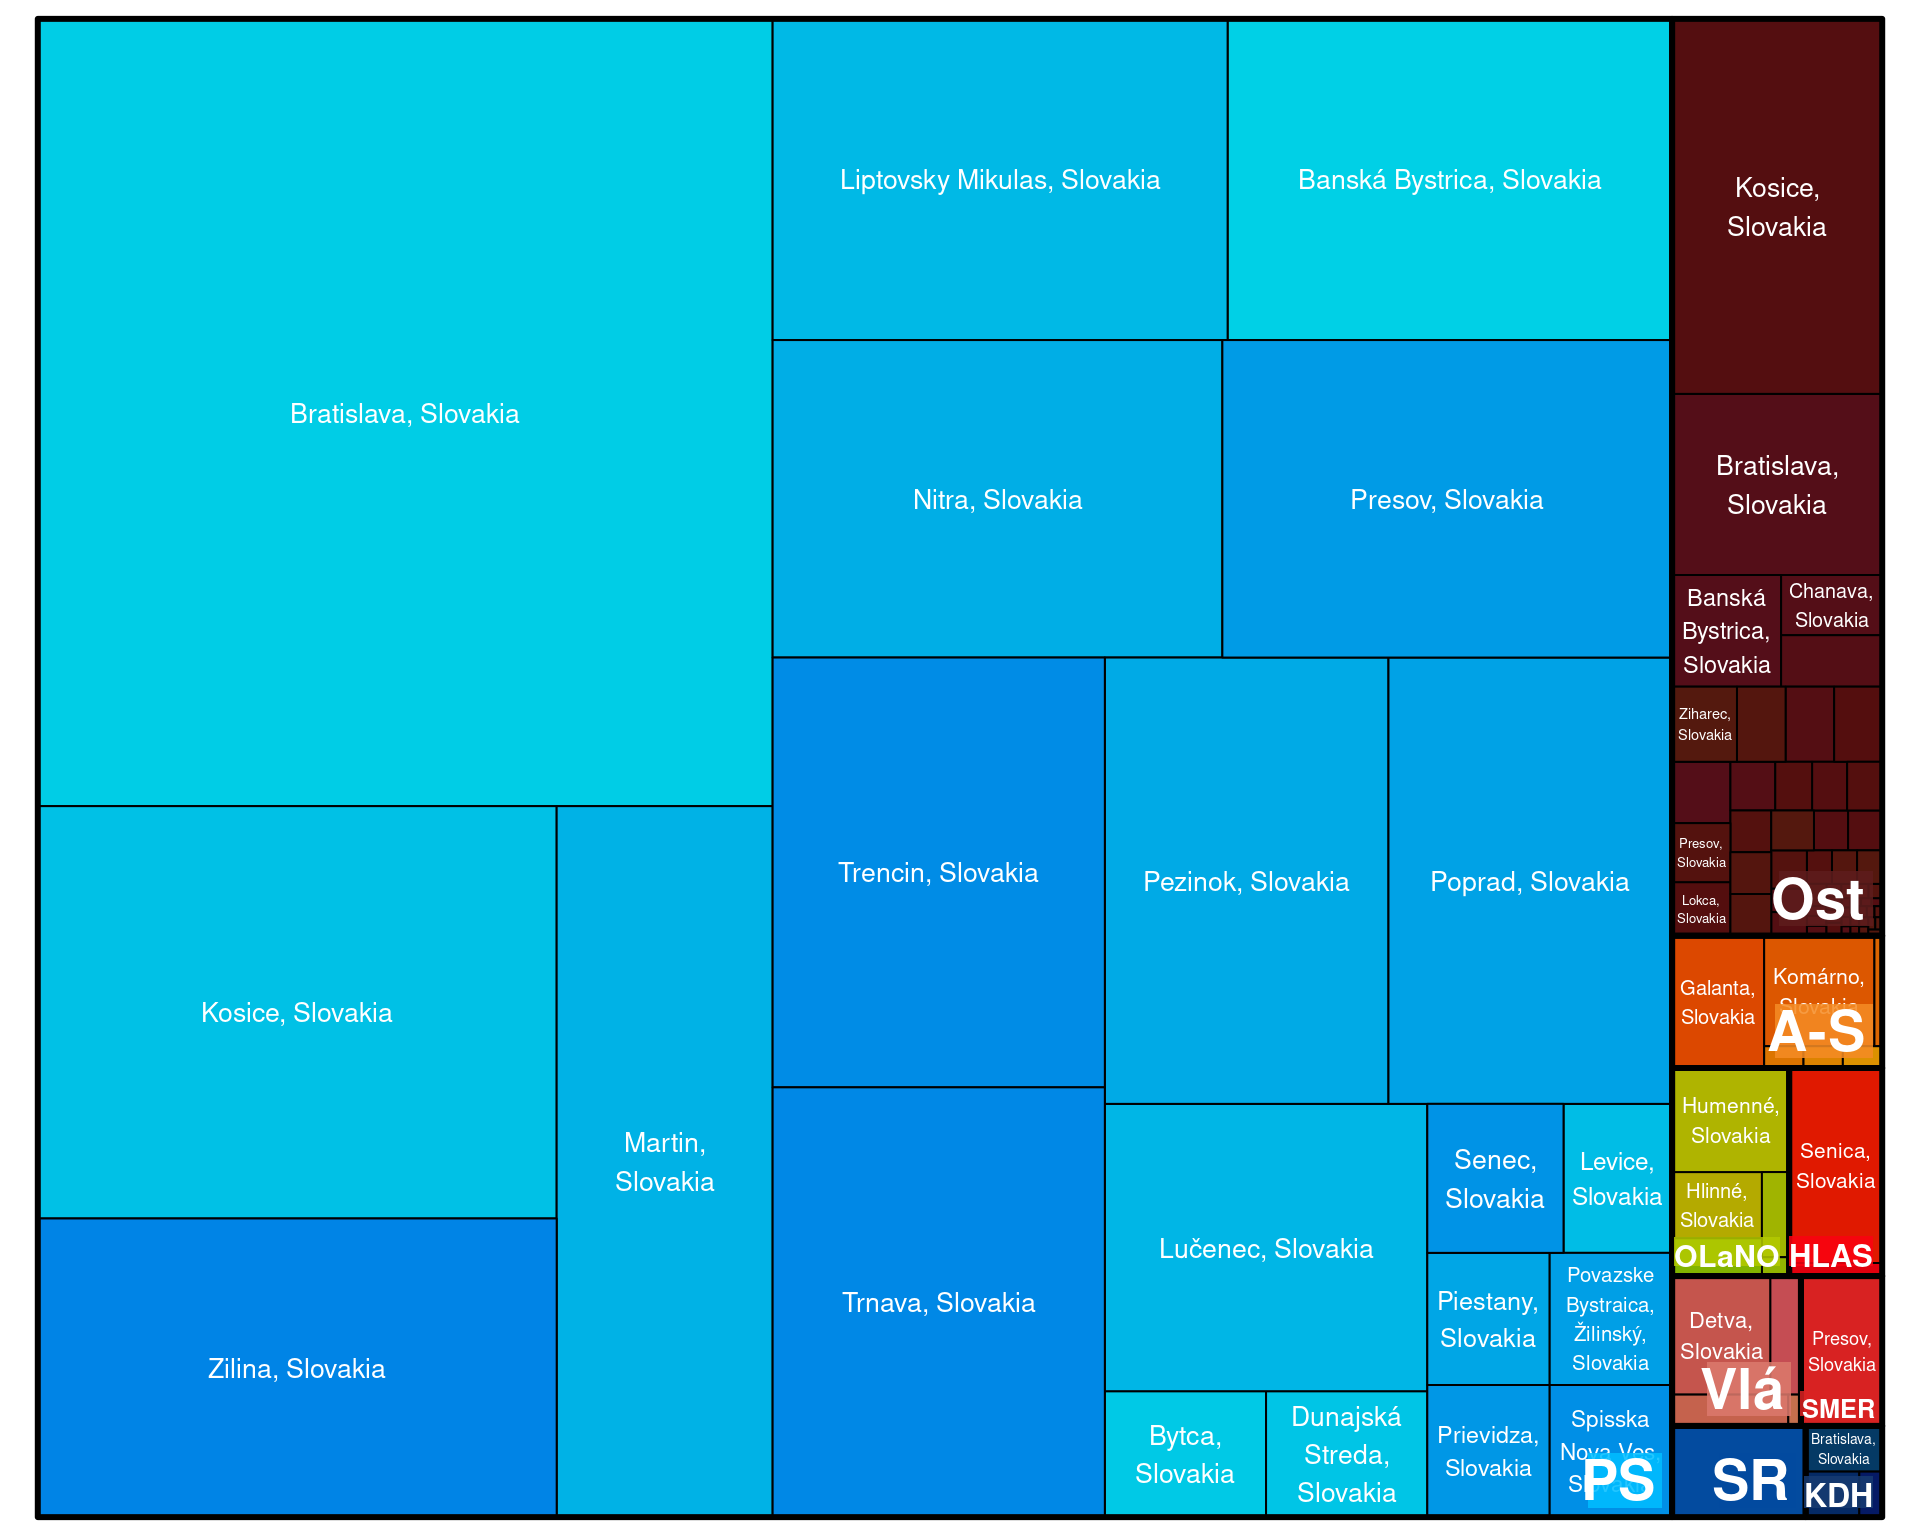 Bratislava, Slovakia
Liptovsky Mikulas, Slovakia
Banská Bystrica, Slovakia
Nitra, Slovakia
Presov, Slovakia
Kosice, Slovakia
Zilina, Slovakia
Martin,
Slovakia
Trencin, Slovakia
Trnava, Slovakia
Pezinok, Slovakia
Poprad, Slovakia
Lučenec, Slovakia
Bytca,
Slovakia
Dunajská
Streda,
Slovakia
Senec,
Slovakia
Levice,
Slovakia
Piestany,
Slovakia
Povazske
Bystraica,
Žilinský,
Slovakia
Prievidza,
Slovakia
Spisska
Nova Ves,
Slovakia
PS
Kosice,
Slovakia
Bratislava,
Slovakia
Banská
Bystrica,
Slovakia
Chanava,
Slovakia
Ziharec,
Slovakia
Presov,
Slovakia
Lokca,
Slovakia
Ost
Galanta,
Slovakia
Komárno,
Slovakia
A-S
Humenné,
Slovakia
Hlinné,
Slovakia
OLaNO
Senica,
Slovakia
HLAS
Detva,
Slovakia
Vlá
Presov,
Slovakia
SMER
SR
Bratislava,
Slovakia
KDH